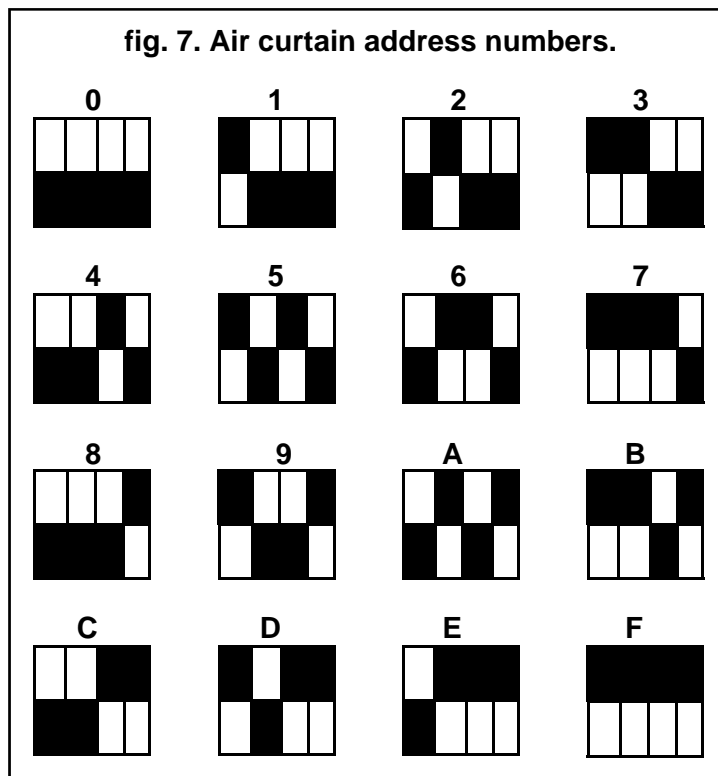 fig. 7. Air curtain address numbers.
0 1 2 3
4 5 6 7
8 9 A B
C D E F